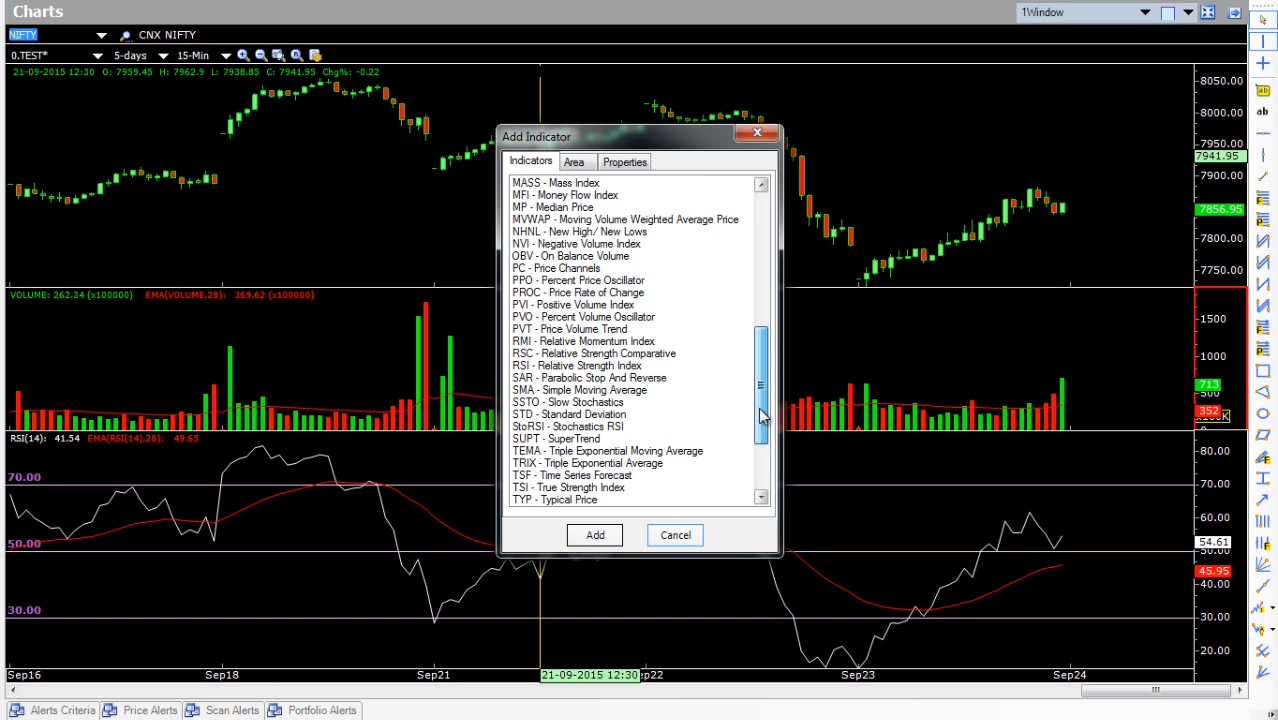 Charts
1Window
NIFTY
CNX NIFTY
0.TEST*
5-days
15-Min
21-09-2015 12:30 O: 7959.45 H: 7962.9 L: 7938.85 C: 7941.95 Chg%: -0.22
8050.00
8000.00
7950.00
7941.95
7900.00
7856.95
7800.00
7750.00
Add Indicator
Indicators
Area
Properties
MASS - Mass Index
MFI - Money Flow Index
MP - Median Price
MVWAP - Moving Volume Weighted Average Price
NHNL - New High/ New Lows
NVI - Negative Volume Index
OBV - On Balance Volume
PC - Price Channels
PPO - Percent Price Oscillator
PROC - Price Rate of Change
PVI - Positive Volume Index
PVO - Percent Volume Oscillator
PVT - Price Volume Trend
RMI - Relative Momentum Index
RSC - Relative Strength Comparative
RSI - Relative Strength Index
SAR - Parabolic Stop And Reverse
SMA - Simple Moving Average
SSTO - Slow Stochastics
STD - Standard Deviation
StoRSI - Stochastics RSI
SUPT - SuperTrend
TEMA - Triple Exponential Moving Average
TRIX - Triple Exponential Average
TSF - Time Series Forecast
TSI - True Strength Index
TYP - Typical Price
Add
Cancel
VOLUME: 262.34 (x100000) EMA(VOLUME,28): 369.62 (x100000)
1500
1000
713
500
352
RSI(14): 41.54 EMA(RSI(14),28): 49.65
70.00
50.00
30.00
80.00
70.00
60.00
54.61
50.00
45.95
30.00
20.00
Sep16
Sep18
Sep21
21-09-2015 12:30
p22
Sep23
Sep24
ab
ab
Alerts Criteria
Price Alerts
Scan Alerts
Portfolio Alerts